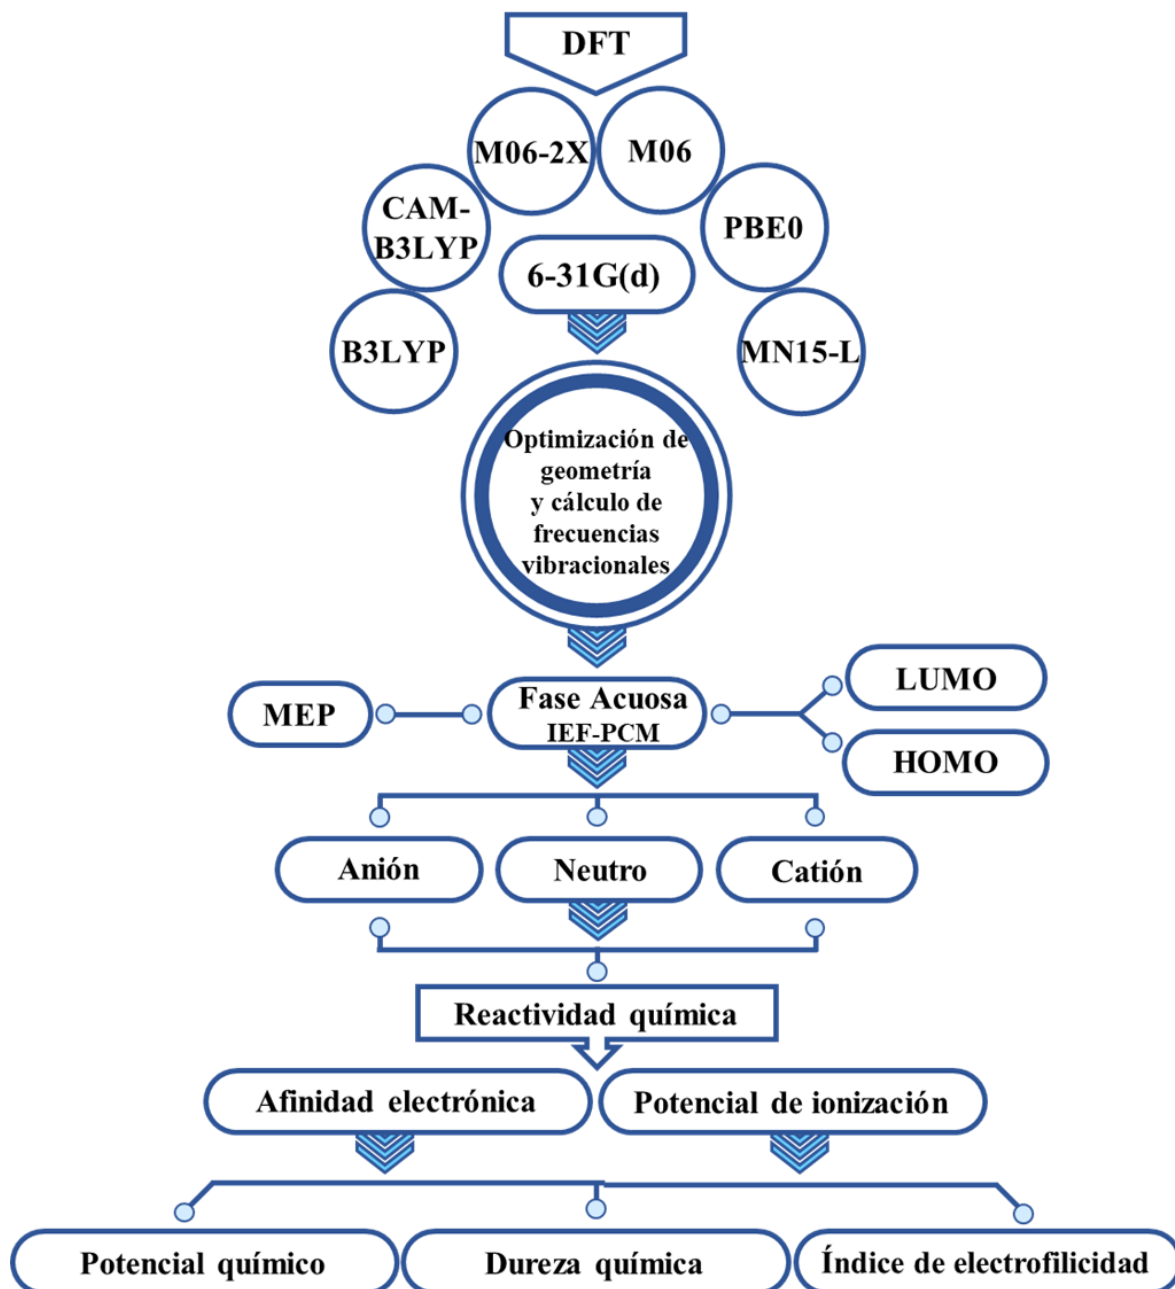 DFT
M06-2X
M06
CAM-
B3LYP
PBE0
6-31G(d)
B3LYP
MN15-L
Optimización de
geometría
y cálculo de
frecuencias
vibracionales
MEP
Fase Acuosa
IEF-PCM
LUMO
HOMO
Anión
Neutro
Catión
Reactividad química
Afinidad electrónica
Potencial de ionización
Potencial químico
Dureza química
Índice de electrofilicidad